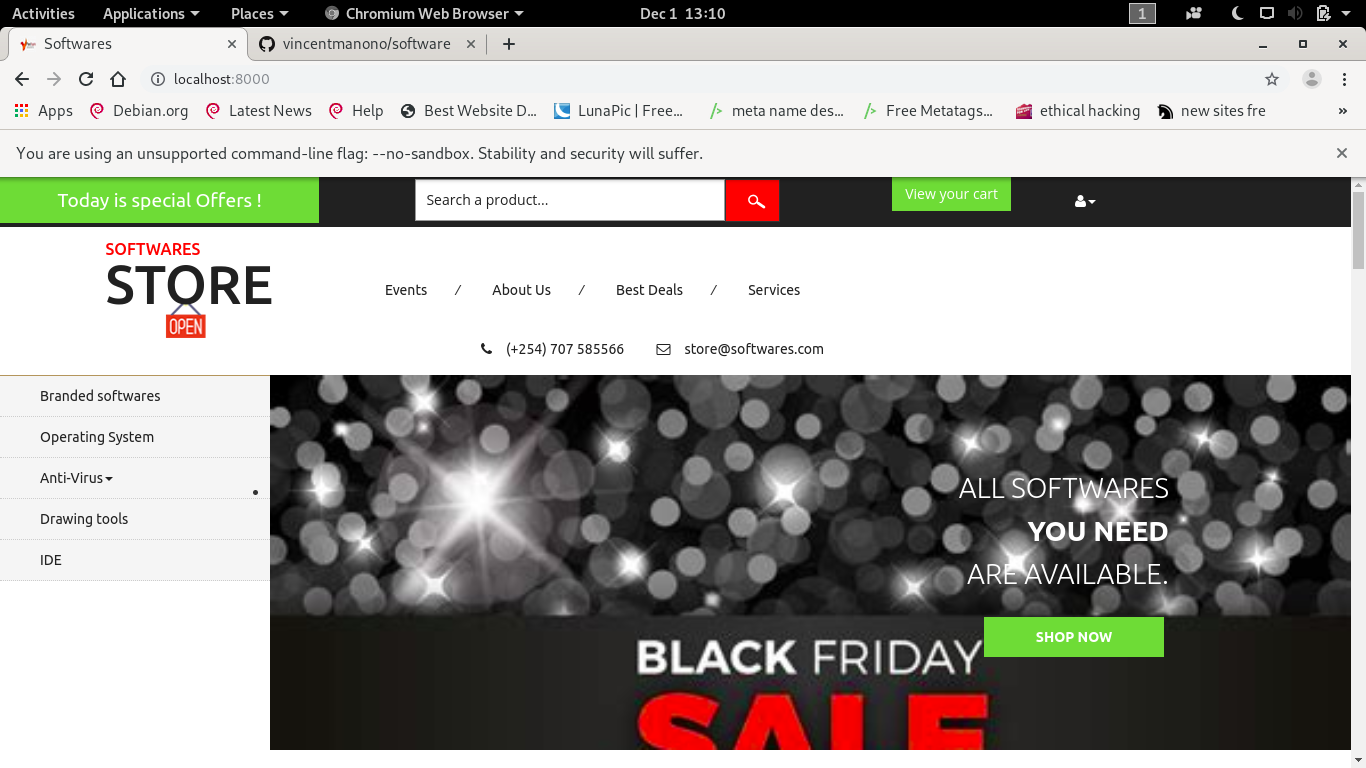 Activities Applications Places Chromium Web Browser Dec 1 13:10 1
Softwares vincentmanono/software
localhost:8000
Apps Debian.org Latest News Help Best Website D... LunaPic | Free... meta name des... Free Metatags... ethical hacking new sites fre »
You are using an unsupported command-line flag: --no-sandbox. Stability and security will suffer.
Today is special Offers ! Search a product... View your cart
SOFTWARES
STORE
OPEN
Events / About Us / Best Deals / Services
(+254) 707 585566 store@softwares.com
Branded softwares
Operating System
Anti-Virus
Drawing tools
IDE
ALL SOFTWARES
YOU NEED
ARE AVAILABLE.
SHOP NOW
BLACK FRIDAY
SALE